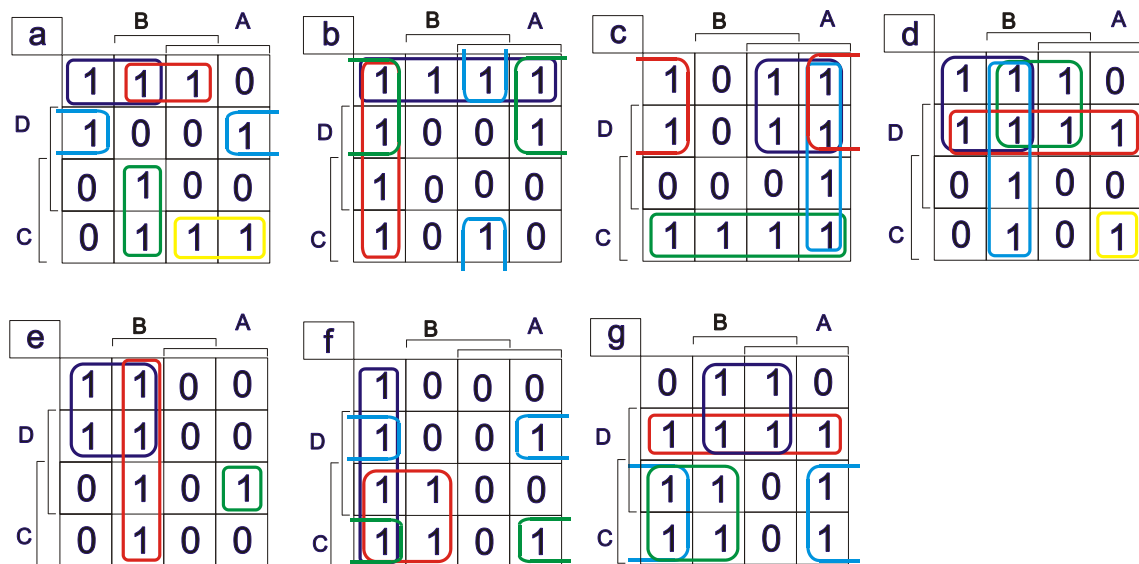 a B A b B A c B A d B A
1 1 1 0 1 1 1 1 1 0 1 1 1 1 1 0
D 1 0 0 1 D 1 0 0 1 D 1 0 1 1 D 1 1 1 1
0 1 0 0 1 0 0 0 0 0 0 1 0 1 0 0
C 0 1 1 1 C 1 0 1 0 C 1 1 1 1 C 0 1 0 1
e B A f B A g B A
1 1 0 0 1 0 0 0 0 1 1 0
D 1 1 0 0 D 1 0 0 1 D 1 1 1 1
0 1 0 1 1 1 0 0 1 1 0 1
C 0 1 0 0 C 1 1 0 1 C 1 1 0 1